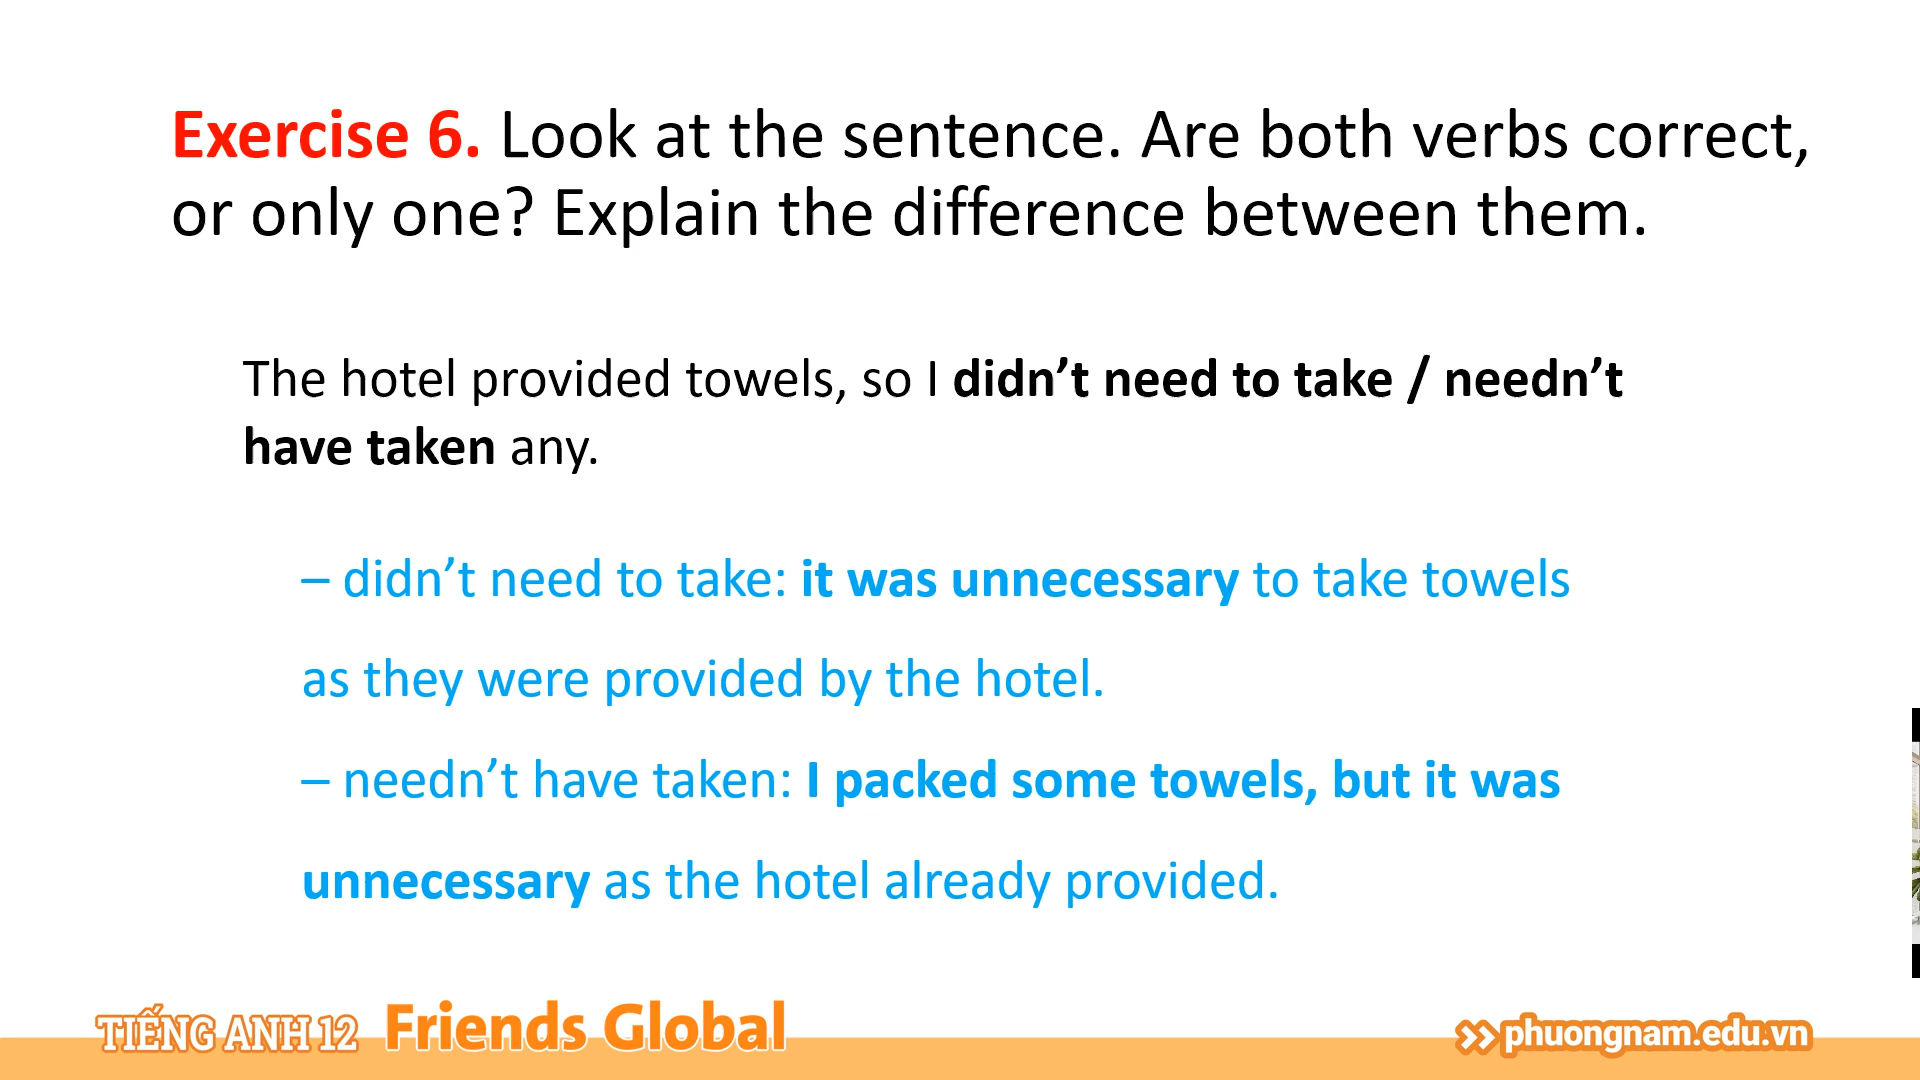 Exercise 6. Look at the sentence. Are both verbs correct,
or only one? Explain the difference between them.
The hotel provided towels, so I didn’t need to take / needn’t
have taken any.
– didn’t need to take: it was unnecessary to take towels
as they were provided by the hotel.
– needn’t have taken: I packed some towels, but it was
unnecessary as the hotel already provided.
TIẾNG ANH 12 Friends Global
phuongnam.edu.vn